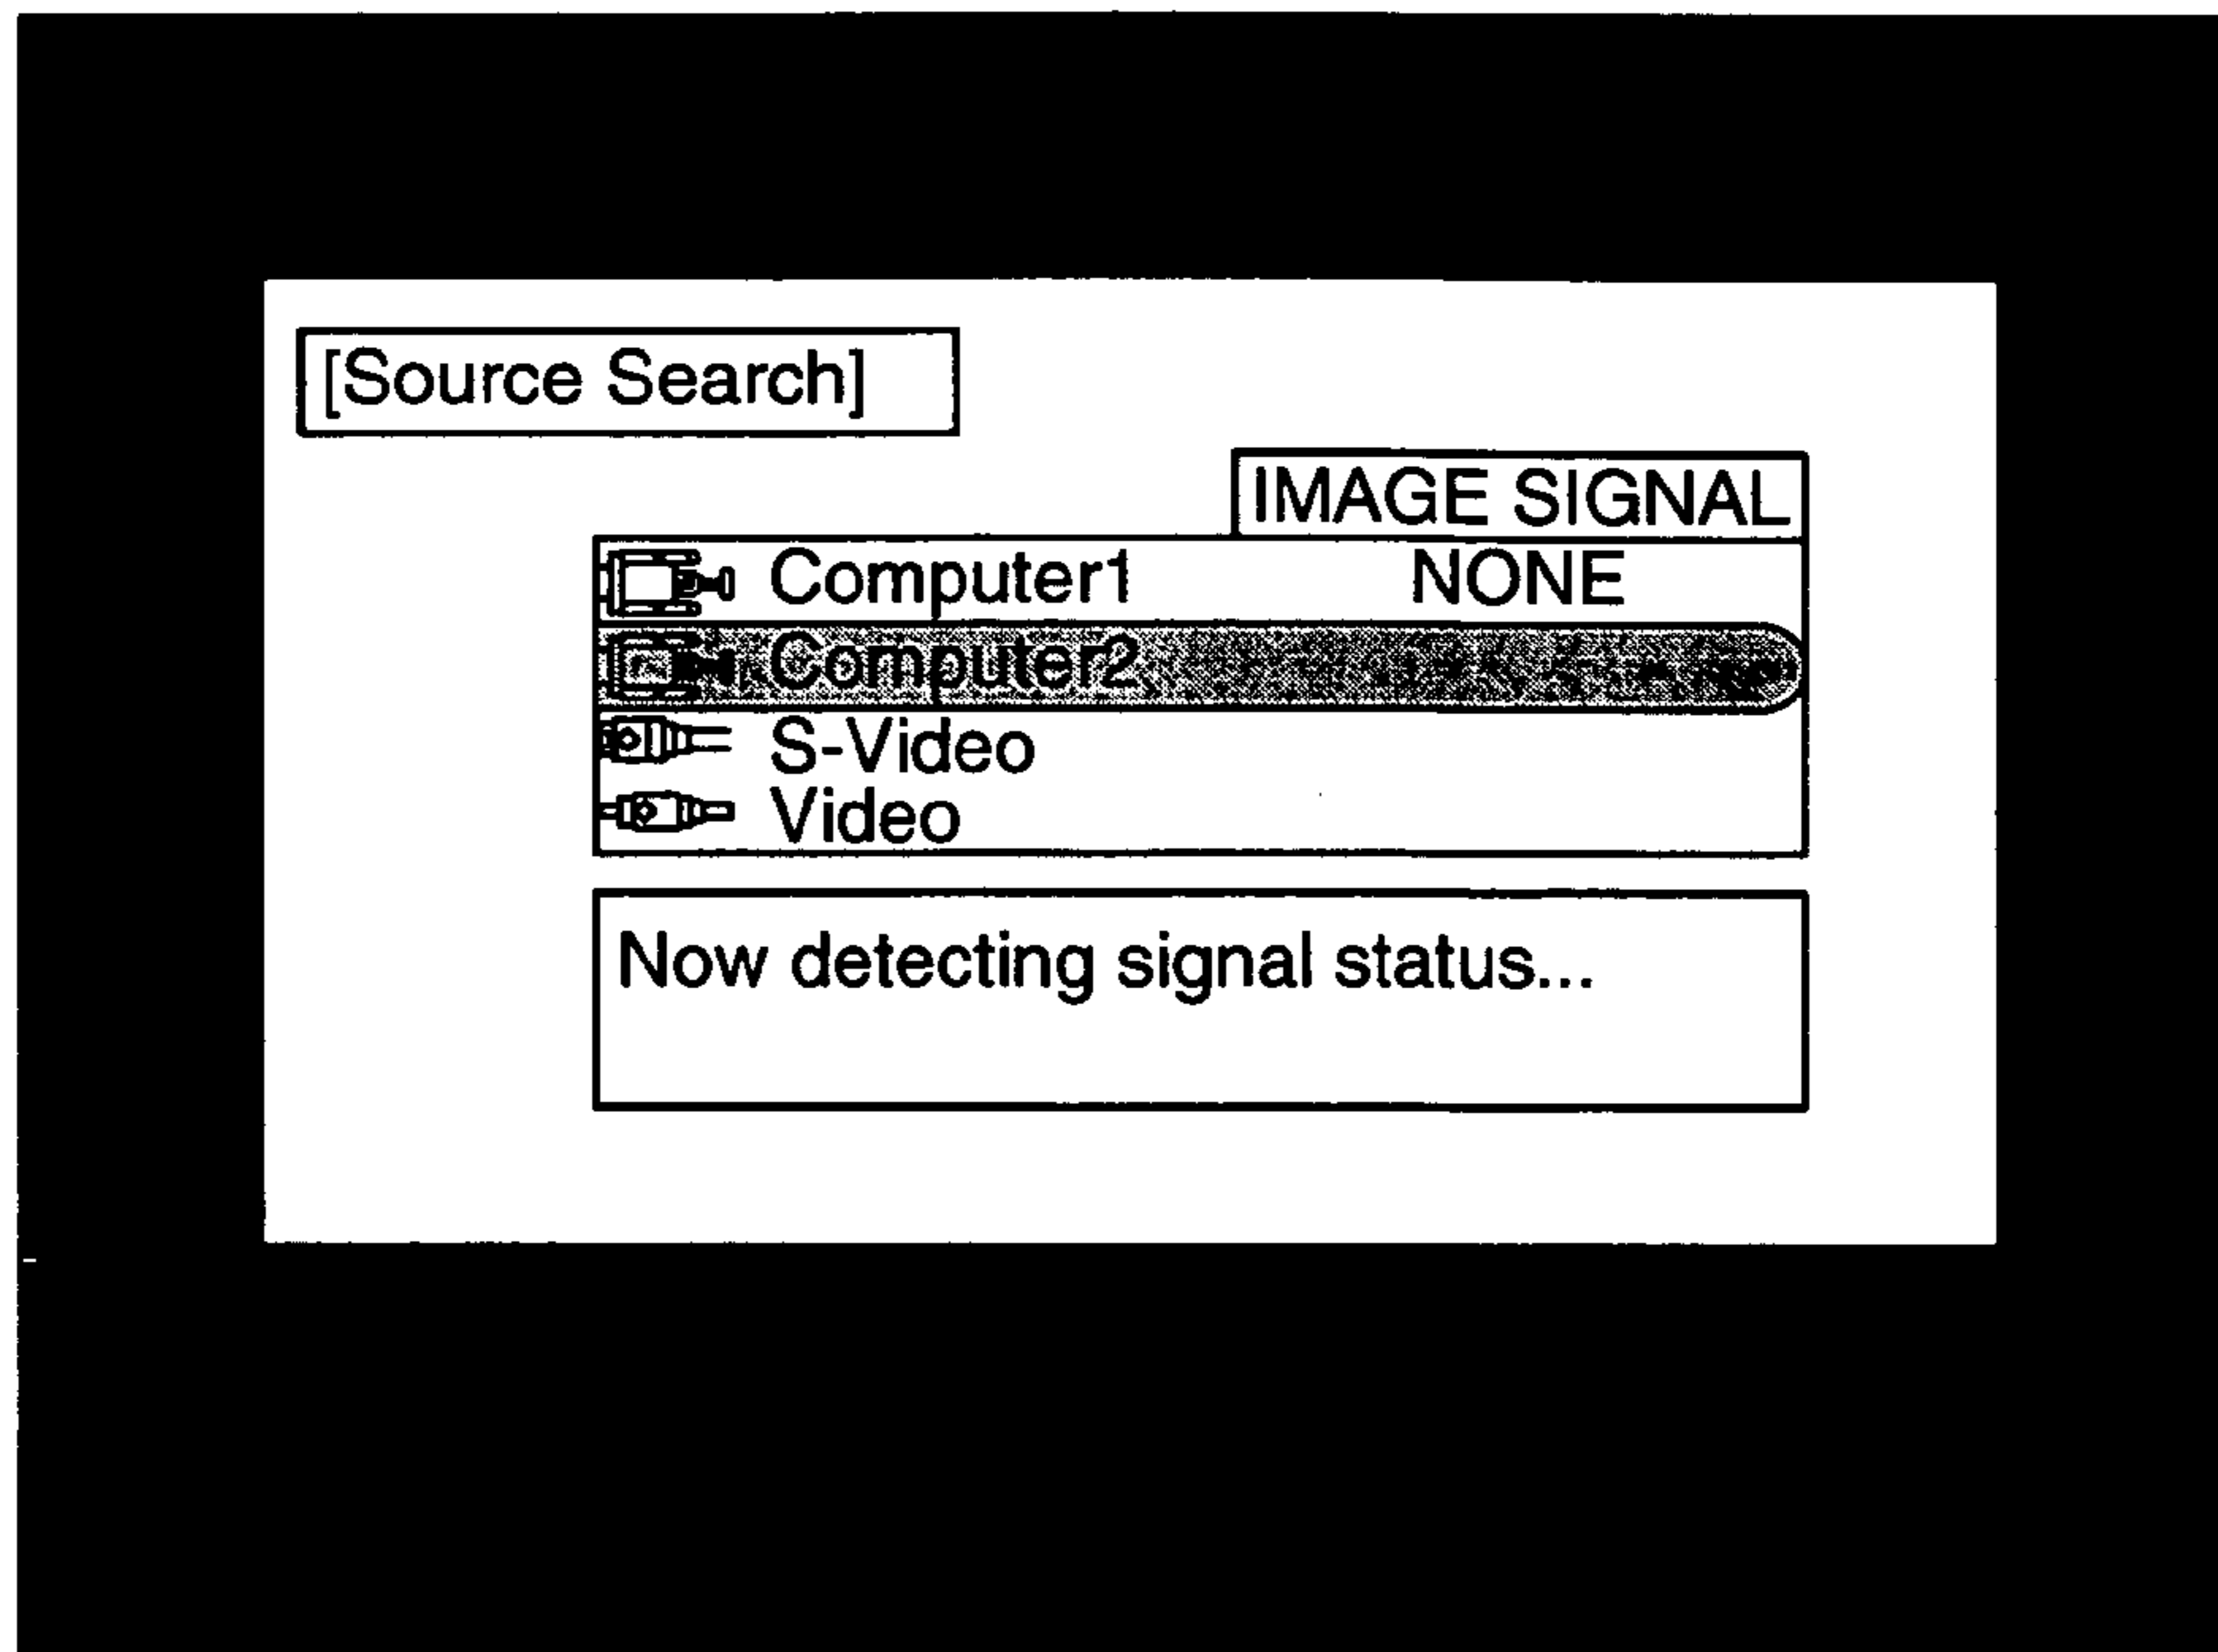 [Source Search]
IMAGE SIGNAL
Computer1 NONE
Computer2
S-Video
Video
Now detecting signal status...